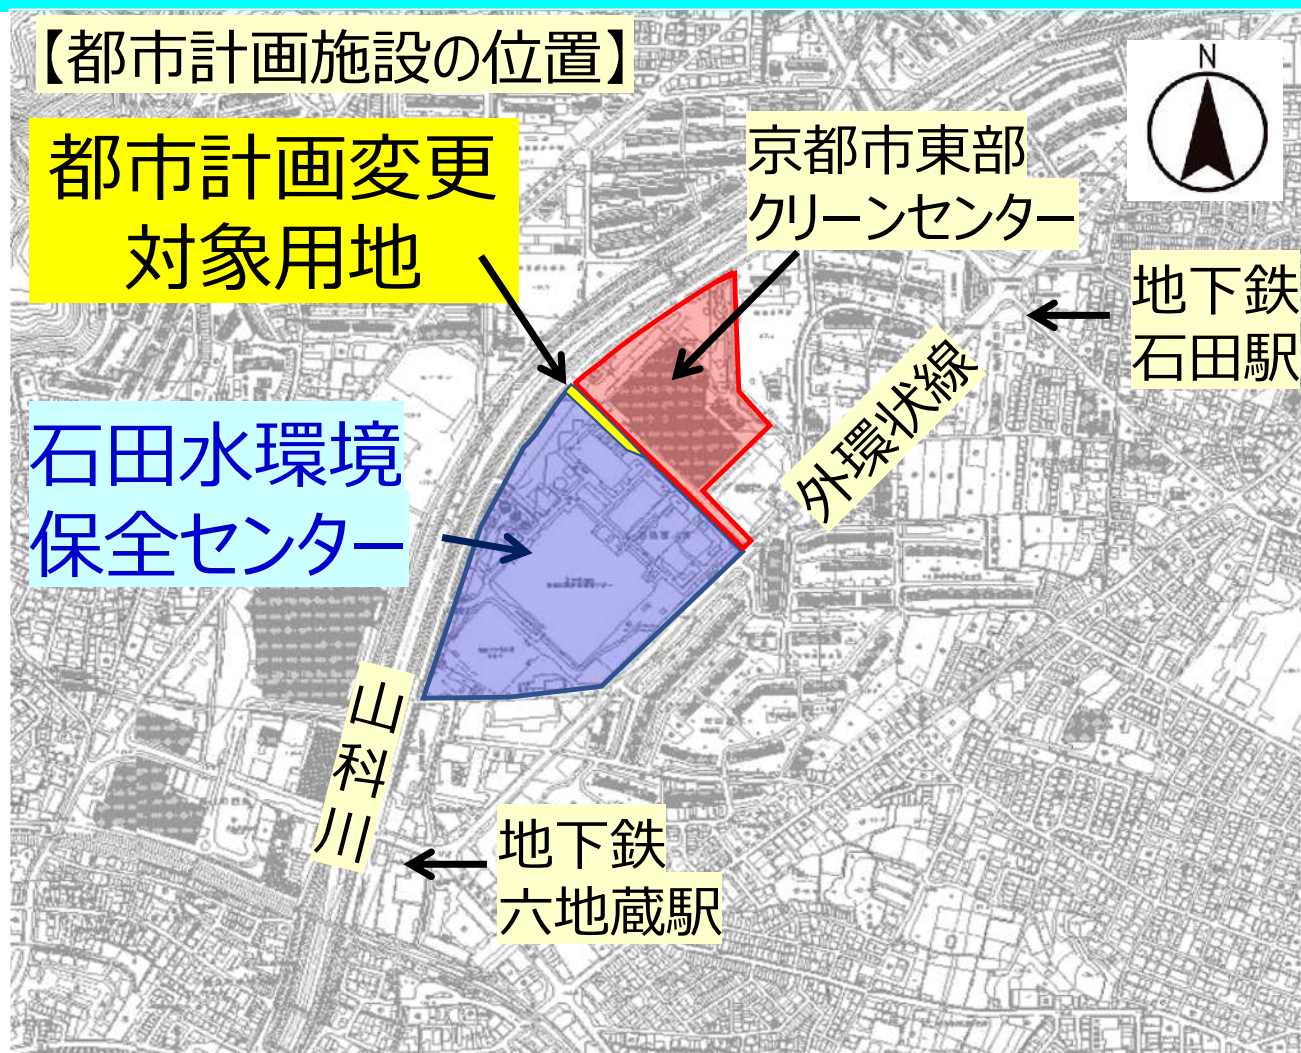 【都市計画施設の位置】
N
都市計画変更
対象用地
京都市東部
クリーンセンター
地下鉄
石田駅
外環状線
石田水環境
保全センター
山科川
地下鉄
六地蔵駅